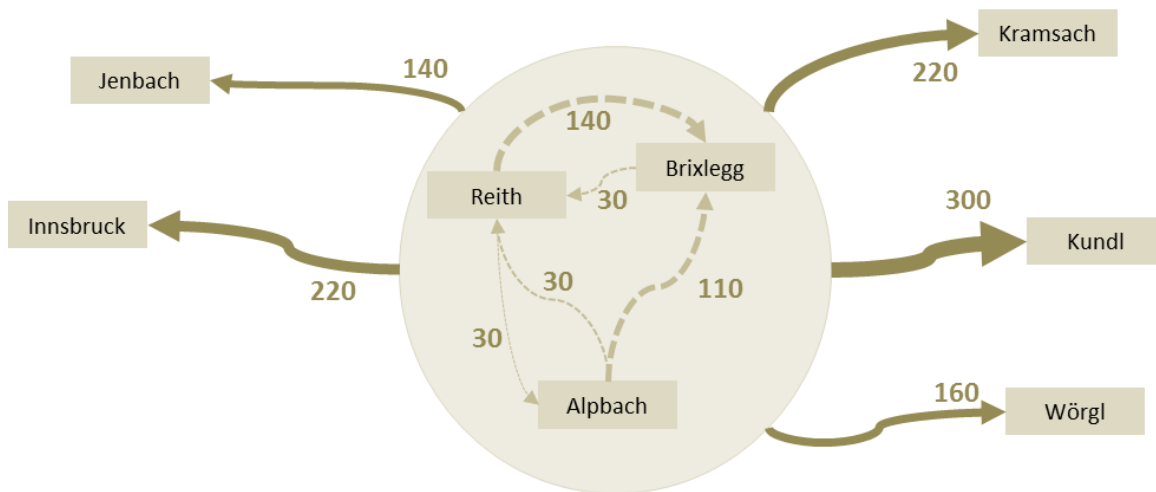 Kramsach
220
Jenbach
140
140
Brixlegg
Reith
30
Innsbruck
220
300
Kundl
30
110
30
Alpbach
160
Wörgl